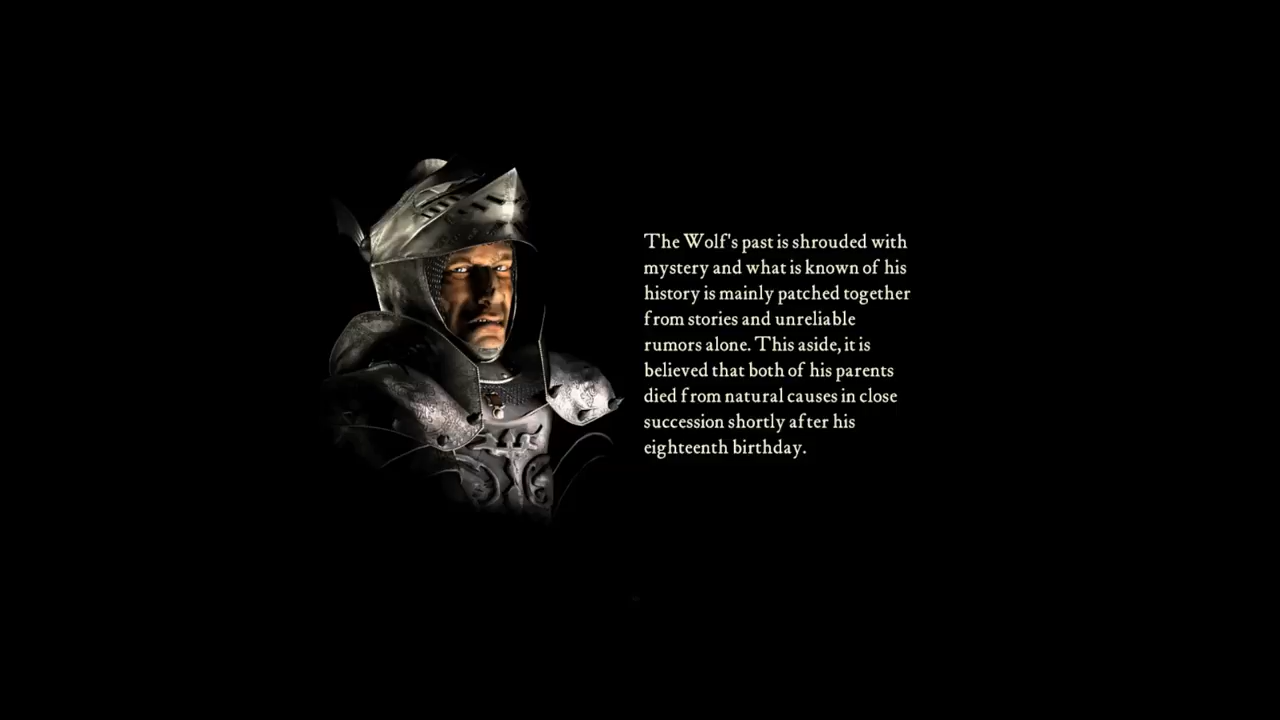 The Wolf's past is shrouded with
mystery and what is known of his
history is mainly patched together
from stories and unreliable
rumors alone. This aside, it is
believed that both of his parents
died from natural causes in close
succession shortly after his
eighteenth birthday.